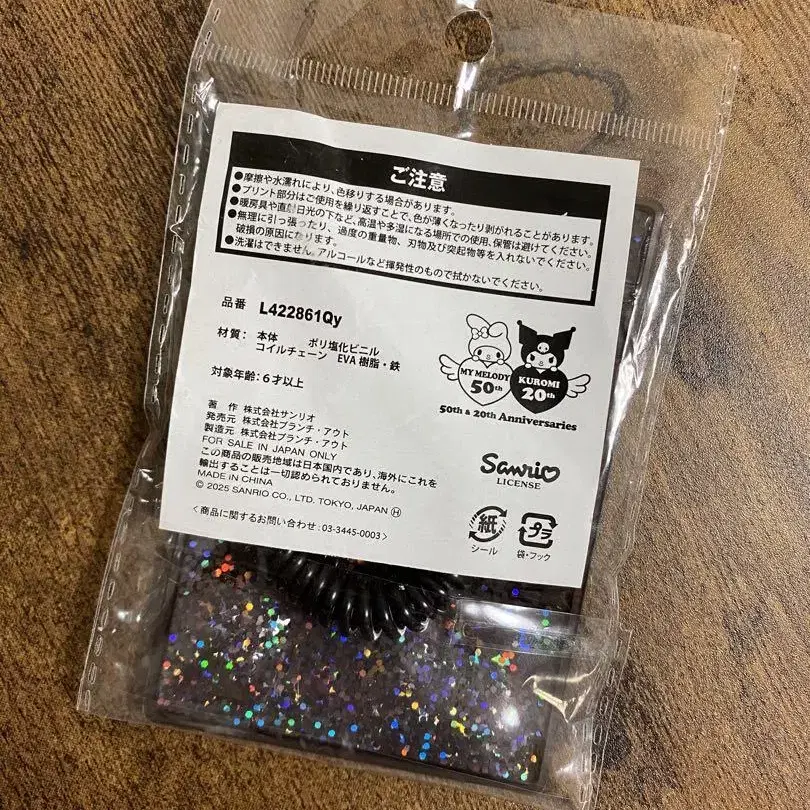 ご注意
●摩擦や水濡れにより、色移りする場合があります。
●プリント部分はご使用を繰り返すことで、色が薄くなったり剥がれることがあります。
●暖房具や直射日光の下など、高温や多湿になる場所での使用、保管は避けてください。
●無理に引っ張ったり、過度の重量物、刃物及び突起物等を入れないでください。
破損の原因になります。
●洗濯はできません。アルコールなど揮発性のもので拭かないでください。
品番 L422861Qy
材質： 本体 ポリ塩化ビニル
コイルチェーン EVA樹脂・鉄
対象年齢：6才以上
MY MELODY 50th
KUROMI 20th
50th & 20th Anniversaries
著 作 株式会社サンリオ
発売元 株式会社ブランチ・アウト
製造元 株式会社ブランチ・アウト
FOR SALE IN JAPAN ONLY
この商品の販売地域は日本国内であり、海外にこれを
輸出することは一切認められておりません。
MADE IN CHINA
© 2025 SANRIO CO., LTD. TOKYO, JAPAN Ⓗ
＜商品に関するお問い合わせ：03-3445-0003＞
Sanrio
LICENSE
紙
シール
プラ
袋・フック